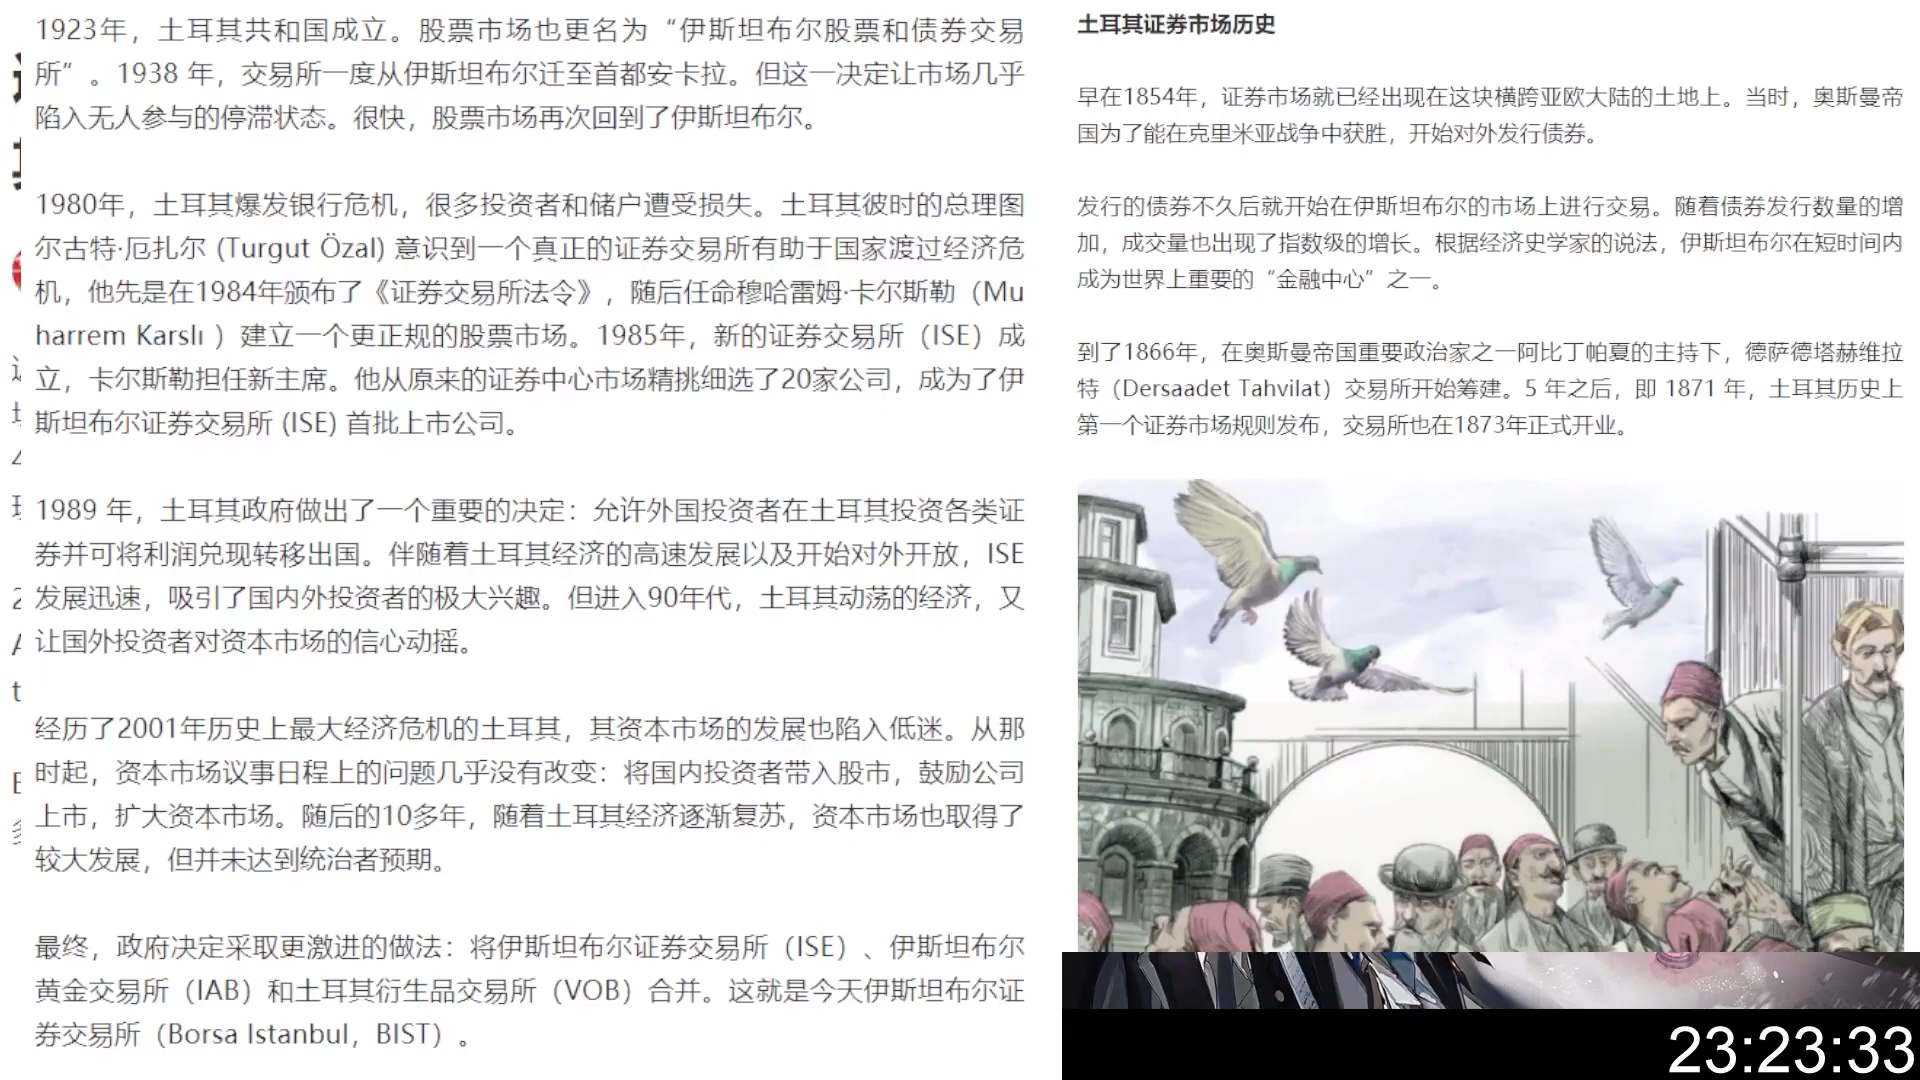 土耳其证券市场历史
早在1854年，证券市场就已经出现在这块横跨亚欧大陆的土地上。当时，奥斯曼帝
国为了能在克里米亚战争中获胜，开始对外发行债券。
发行的债券不久后就开始在伊斯坦布尔的市场上进行交易。随着债券发行数量的增
加，成交量也出现了指数级的增长。根据经济史学家的说法，伊斯坦布尔在短时间内
成为世界上重要的“金融中心”之一。
到了1866年，在奥斯曼帝国重要政治家之一阿比丁帕夏的主持下，德萨德塔赫维拉
特（Dersaadet Tahvilat）交易所开始筹建。5 年之后，即 1871 年，土耳其历史上
第一个证券市场规则发布，交易所也在1873年正式开业。
1923年，土耳其共和国成立。股票市场也更名为“伊斯坦布尔股票和债券交易
所”。1938 年，交易所一度从伊斯坦布尔迁至首都安卡拉。但这一决定让市场几乎
陷入无人参与的停滞状态。很快，股票市场再次回到了伊斯坦布尔。
1980年，土耳其爆发银行危机，很多投资者和储户遭受损失。土耳其彼时的总理图
尔古特·厄扎尔 (Turgut Özal) 意识到一个真正的证券交易所有助于国家渡过经济危
机，他先是在1984年颁布了《证券交易所法令》，随后任命穆哈雷姆·卡尔斯勒（Mu
harrem Karslı ）建立一个更正规的股票市场。1985年，新的证券交易所（ISE）成
立，卡尔斯勒担任新主席。他从原来的证券中心市场精挑细选了20家公司，成为了伊
斯坦布尔证券交易所 (ISE) 首批上市公司。
1989 年，土耳其政府做出了一个重要的决定：允许外国投资者在土耳其投资各类证
券并可将利润兑现转移出国。伴随着土耳其经济的高速发展以及开始对外开放，ISE
发展迅速，吸引了国内外投资者的极大兴趣。但进入90年代，土耳其动荡的经济，又
让国外投资者对资本市场的信心动摇。
经历了2001年历史上最大经济危机的土耳其，其资本市场的发展也陷入低迷。从那
时起，资本市场议事日程上的问题几乎没有改变：将国内投资者带入股市，鼓励公司
上市，扩大资本市场。随后的10多年，随着土耳其经济逐渐复苏，资本市场也取得了
较大发展，但并未达到统治者预期。
最终，政府决定采取更激进的做法：将伊斯坦布尔证券交易所（ISE）、伊斯坦布尔
黄金交易所（IAB）和土耳其衍生品交易所（VOB）合并。这就是今天伊斯坦布尔证
券交易所（Borsa Istanbul，BIST）。
23:23:33